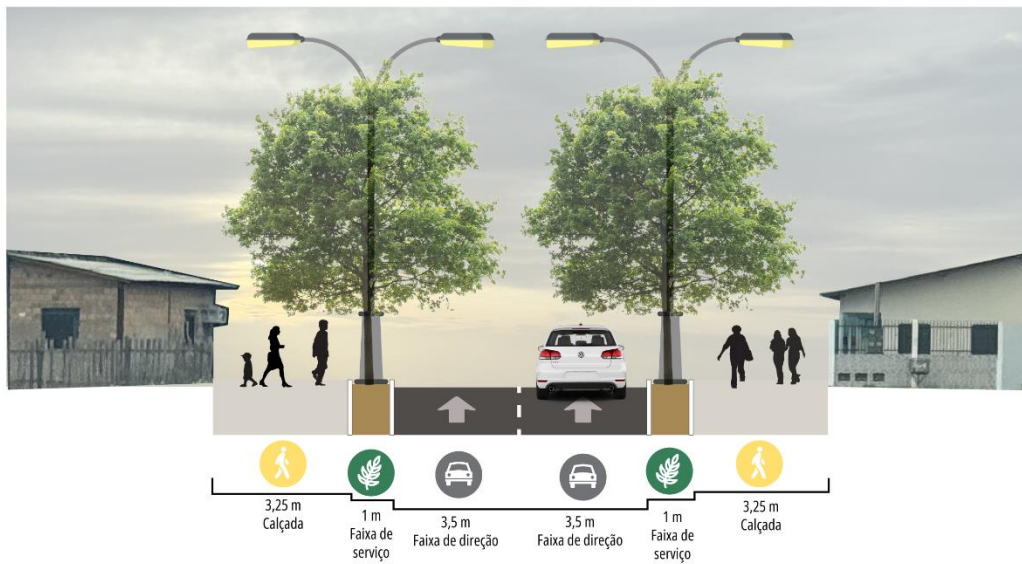 3,25 m
Calçada
1 m
Faixa de
serviço
3,5 m
Faixa de direção
3,5 m
Faixa de direção
1 m
Faixa de
serviço
3,25 m
Calçada